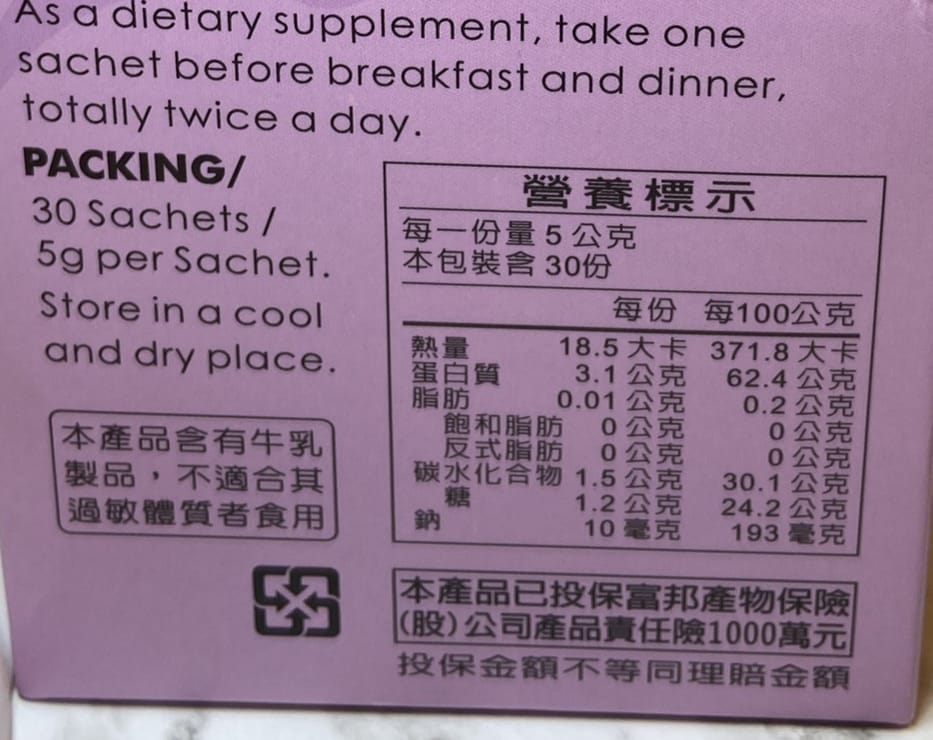 As a dietary supplement, take one
sachet before breakfast and dinner,
totally twice a day.
PACKING/
30 Sachets /
5g per Sachet.
Store in a cool
and dry place.
本產品含有牛乳
製品，不適合其
過敏體質者食用
營養標示
每一份量 5 公克
本包裝含 30份
每份 每100公克
熱量 18.5 大卡 371.8 大卡
蛋白質 3.1 公克 62.4 公克
脂肪 0.01 公克 0.2 公克
飽和脂肪 0 公克 0 公克
反式脂肪 0 公克 0 公克
碳水化合物 1.5 公克 30.1 公克
糖 1.2 公克 24.2 公克
鈉 10 毫克 193 毫克
本產品已投保富邦產物保險
(股)公司產品責任險1000萬元
投保金額不等同理賠金額